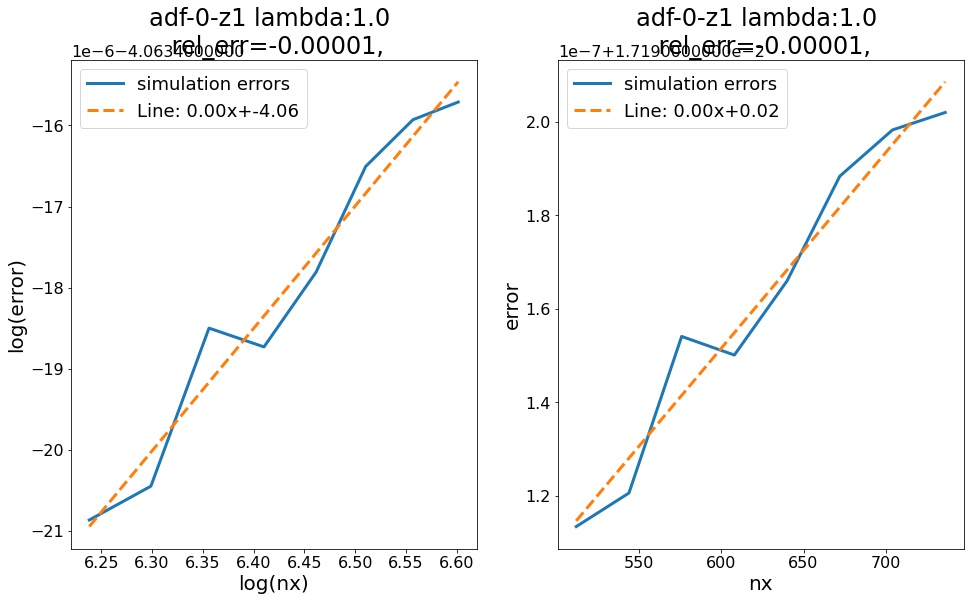 adf-0-z1 lambda:1.0
rel_err=-0.00001,
1e−6−4.0634000000
simulation errors
Line: 0.00x+-4.06
−16
−17
−18
−19
−20
−21
6.25
6.30
6.35
6.40
6.45
6.50
6.55
6.60
log(error)
log(nx)
adf-0-z1 lambda:1.0
rel_err=-0.00001,
1e−7+1.7190000000e−2
simulation errors
Line: 0.00x+0.02
2.0
1.8
1.6
1.4
1.2
550
600
650
700
error
nx